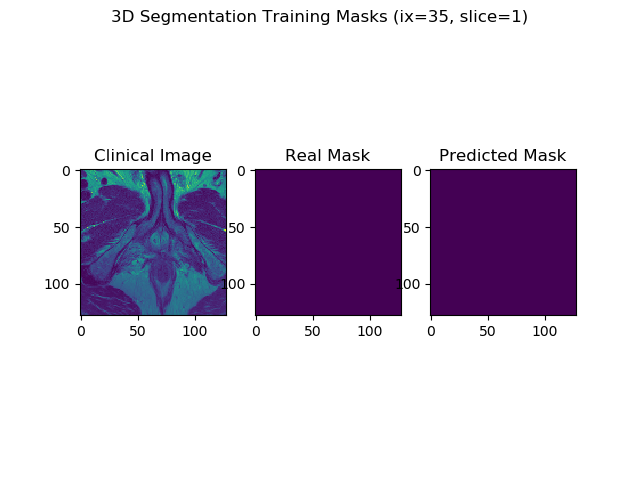 3D Segmentation Training Masks (ix=35, slice=1)
Clinical Image Real Mask Predicted Mask
0 0 0
50 50 50
100 100 100
0 50 100 0 50 100 0 50 100